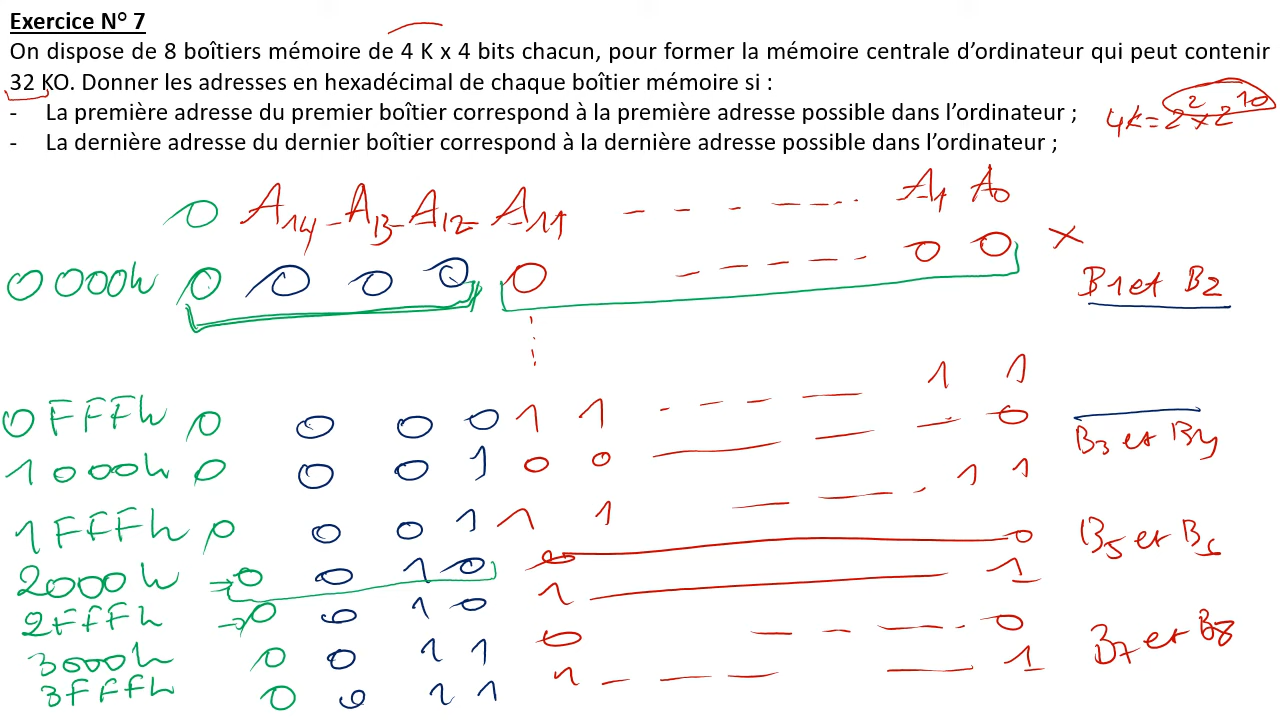 Exercice N° 7
On dispose de 8 boîtiers mémoire de 4 K x 4 bits chacun, pour former la mémoire centrale d'ordinateur qui peut contenir
32 KO. Donner les adresses en hexadécimal de chaque boîtier mémoire si :
- La première adresse du premier boîtier correspond à la première adresse possible dans l'ordinateur ;
- La dernière adresse du dernier boîtier correspond à la dernière adresse possible dans l'ordinateur ;
4K = 2² x 2¹⁰
0 A14 - A13 - A12 - A11 - - - - - - - A1 A0
0000h 0 0 0 0 0 - - - - - - 0 0 x
B1 et B2
0FFFh 0 0 0 0 1 1 - - - - 1 1
1000h 0 0 0 1 0 0 - - - 0 B3 et B4
1FFFh 0 0 0 1 1 1 - - - 1 1
2000h → 0 0 1 0 0 - 0 B5 et B6
2FFFh → 0 0 1 0 1 - 1
3000h 0 0 1 1 0 - - - - - 0 B7 et B8
3FFFh 0 0 1 1 1 - - - - - 1